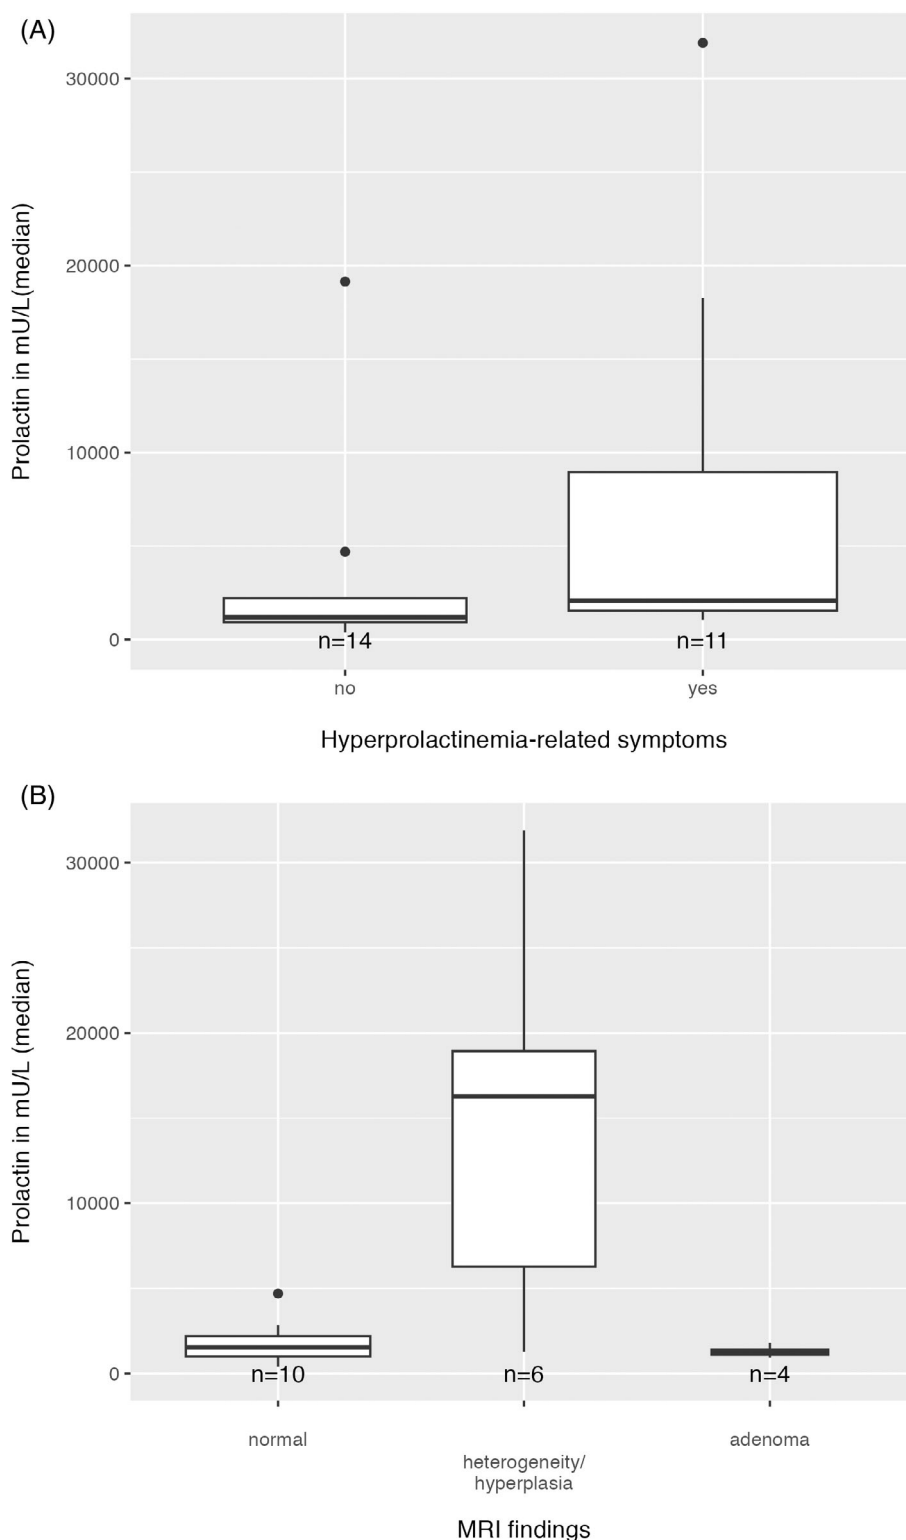 (A)
30000
20000
10000
0
Prolactin in mU/L(median)
n=14
n=11
no
yes
Hyperprolactinemia-related symptoms
(B)
30000
20000
10000
0
Prolactin in mU/L (median)
n=10
n=6
n=4
normal
adenoma
heterogeneity/
hyperplasia
MRI findings